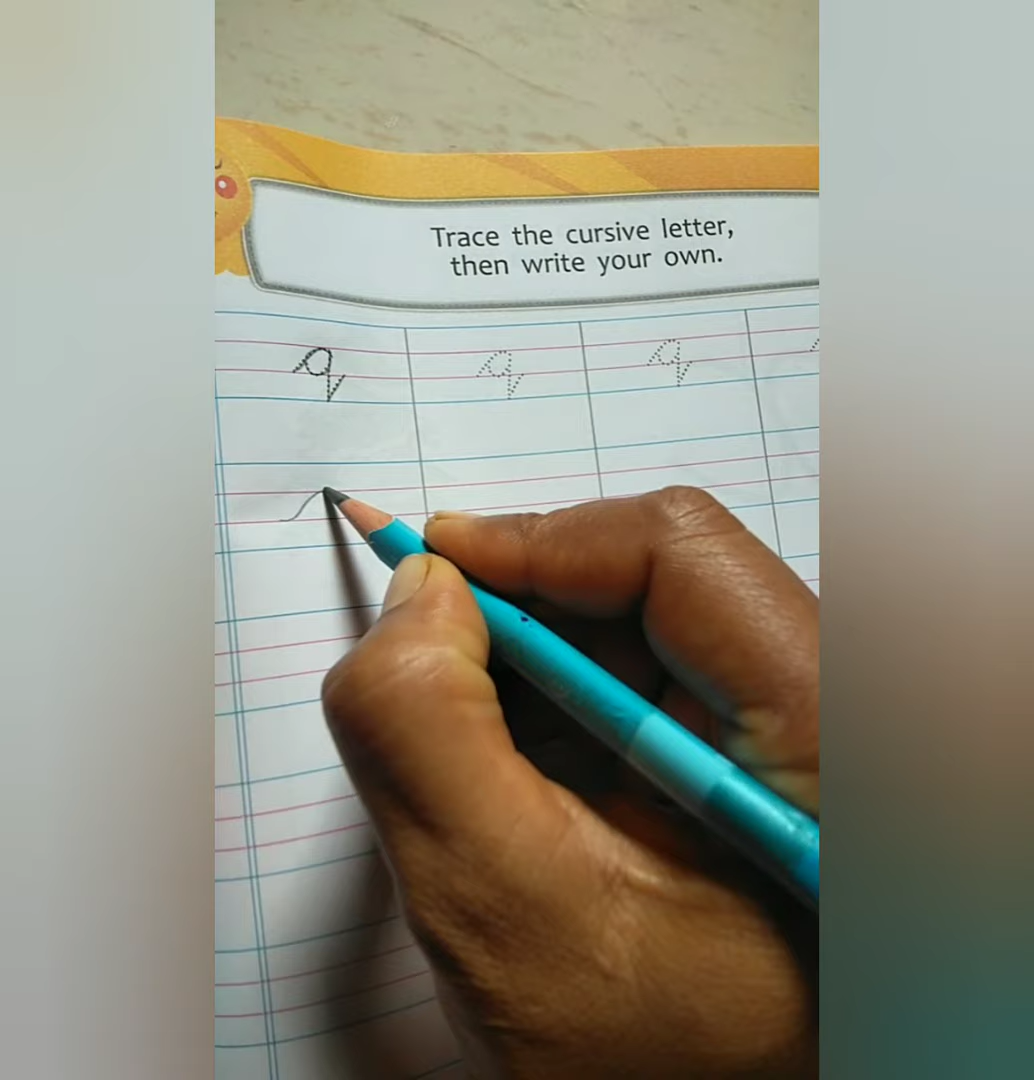 Trace the cursive letter,
then write your own.
q q q